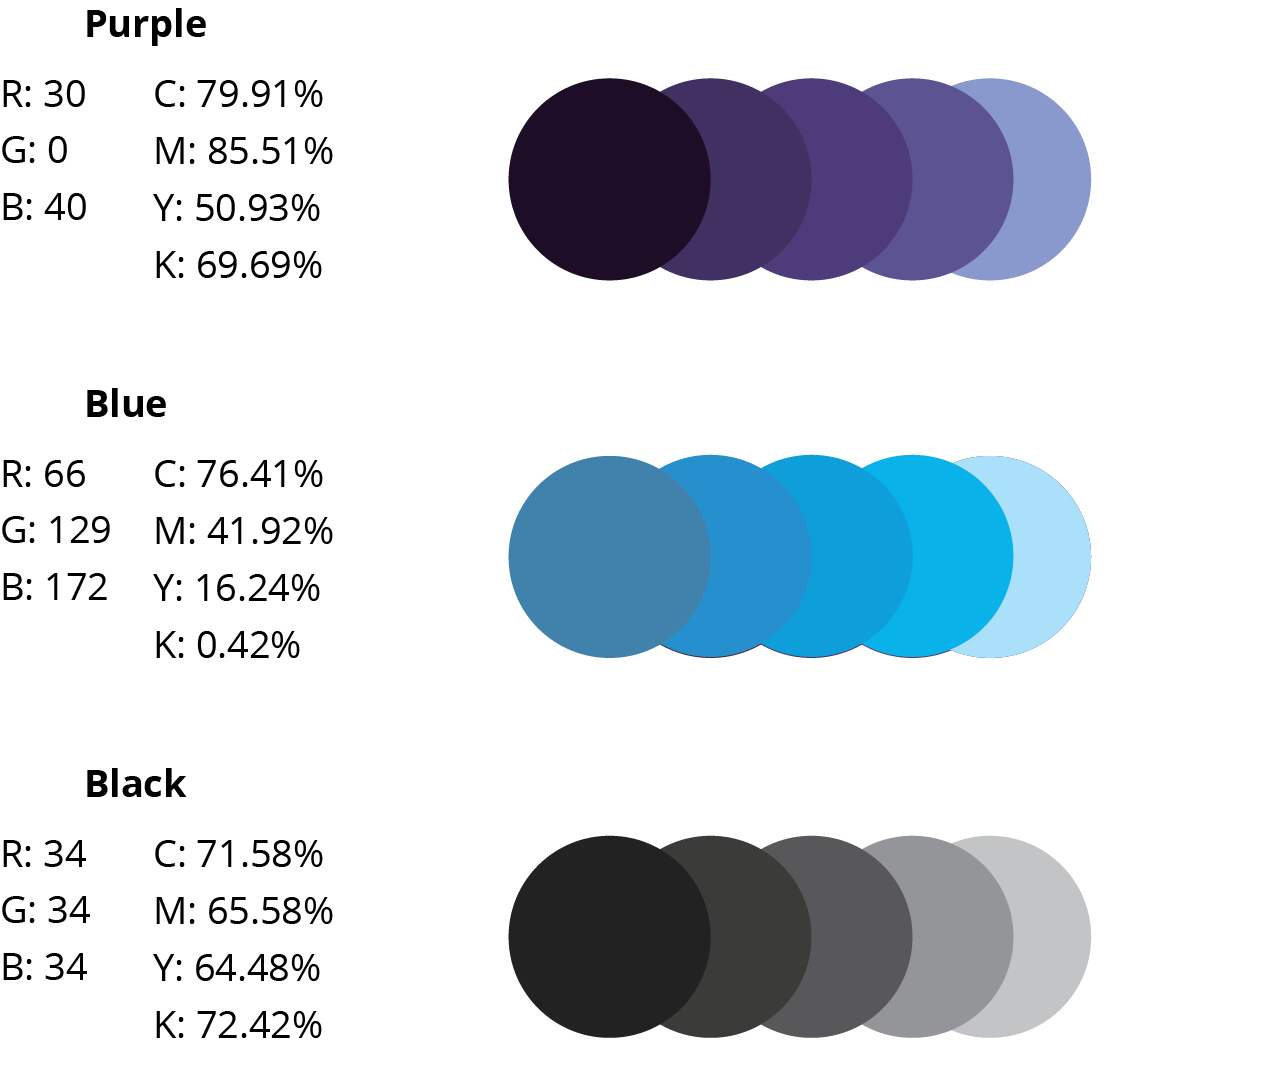 Purple
R: 30 C: 79.91%
G: 0 M: 85.51%
B: 40 Y: 50.93%
K: 69.69%
Blue
R: 66 C: 76.41%
G: 129 M: 41.92%
B: 172 Y: 16.24%
K: 0.42%
Black
R: 34 C: 71.58%
G: 34 M: 65.58%
B: 34 Y: 64.48%
K: 72.42%